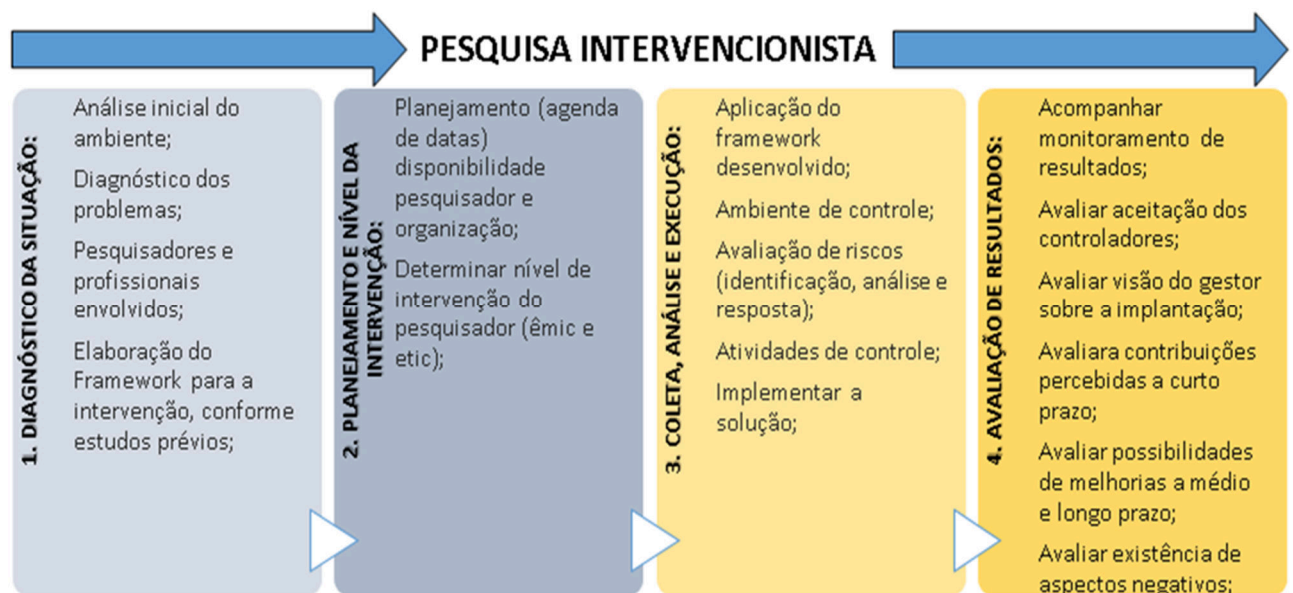 PESQUISA INTERVENCIONISTA
1. DIAGNÓSTICO DA SITUAÇÃO:
Análise inicial do
ambiente;
Diagnóstico dos
problemas;
Pesquisadores e
profissionais
envolvidos;
Elaboração do
Framework para a
intervenção, conforme
estudos prévios;
2. PLANEJAMENTO E NÍVEL DA
INTERVENÇÃO:
Planejamento (agenda
de datas)
disponibilidade
pesquisador e
organização;
Determinar nível de
intervenção do
pesquisador (êmic e
etic);
3. COLETA, ANÁLISE E EXECUÇÃO:
Aplicação do
framework
desenvolvido;
Ambiente de controle;
Avaliação de riscos
(identificação, análise e
resposta);
Atividades de controle;
Implementar a
solução;
4. AVALIAÇÃO DE RESULTADOS:
Acompanhar
monitoramento de
resultados;
Avaliar aceitação dos
controladores;
Avaliar visão do gestor
sobre a implantação;
Avaliara contribuições
percebidas a curto
prazo;
Avaliar possibilidades
de melhorias a médio
e longo prazo;
Avaliar existência de
aspectos negativos;